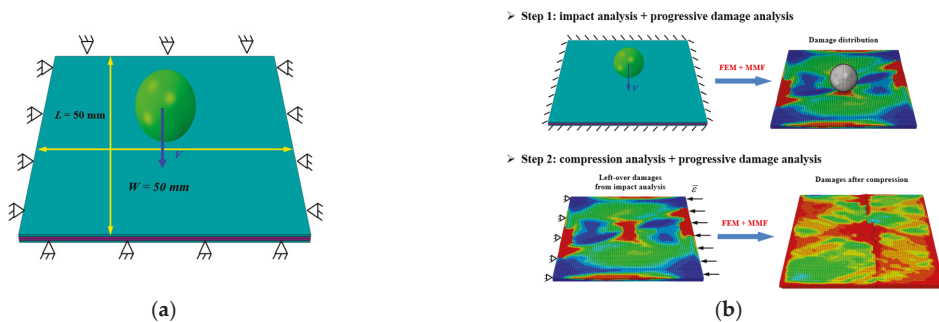 L = 50 mm
V
W = 50 mm
(a)
➢ Step 1: impact analysis + progressive damage analysis
Damage distribution
FEM + MMF
V
➢ Step 2: compression analysis + progressive damage analysis
Left-over damages
from impact analysis
ε̅
Damages after compression
FEM + MMF
(b)